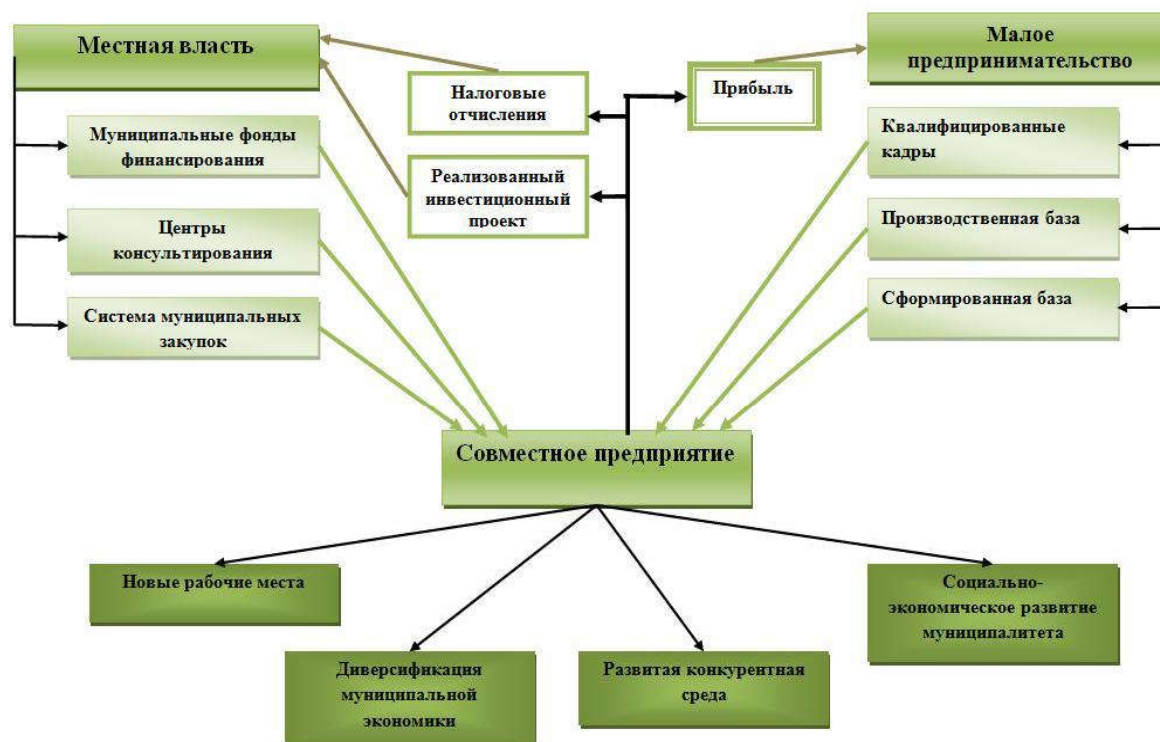 Местная власть
Малое
предпринимательство
Налоговые
отчисления
Прибыль
Муниципальные фонды
финансирования
Квалифицированные
кадры
Реализованный
инвестиционный
проект
Центры
консультирования
Производственная база
Система муниципальных
закупок
Сформированная база
Совместное предприятие
Новые рабочие места
Социально-
экономическое развитие
муниципалитета
Диверсификация
муниципальной
экономики
Развитая конкурентная
среда